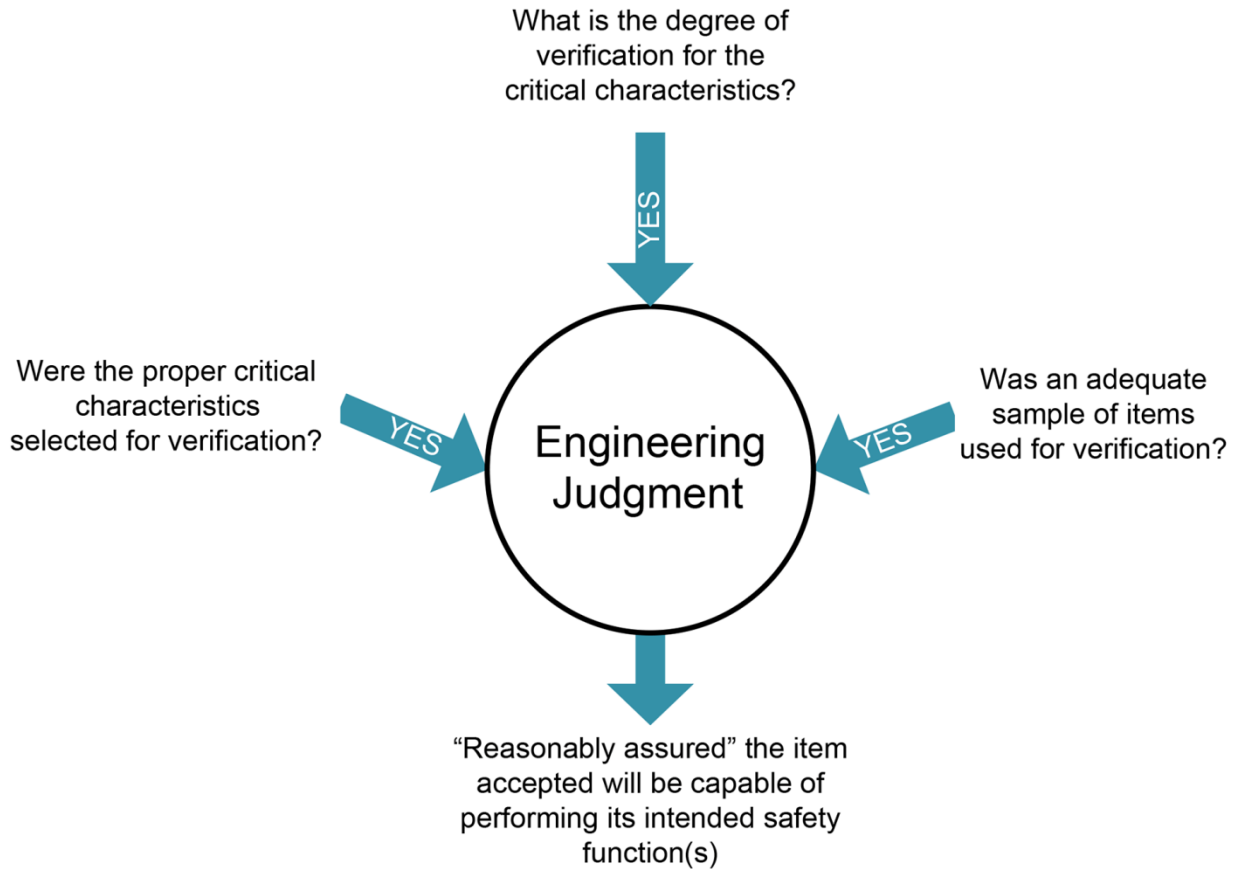 What is the degree of
verification for the
critical characteristics?
YES
Were the proper critical
characteristics
selected for verification?
YES
Engineering
Judgment
YES
Was an adequate
sample of items
used for verification?
“Reasonably assured” the item
accepted will be capable of
performing its intended safety
function(s)